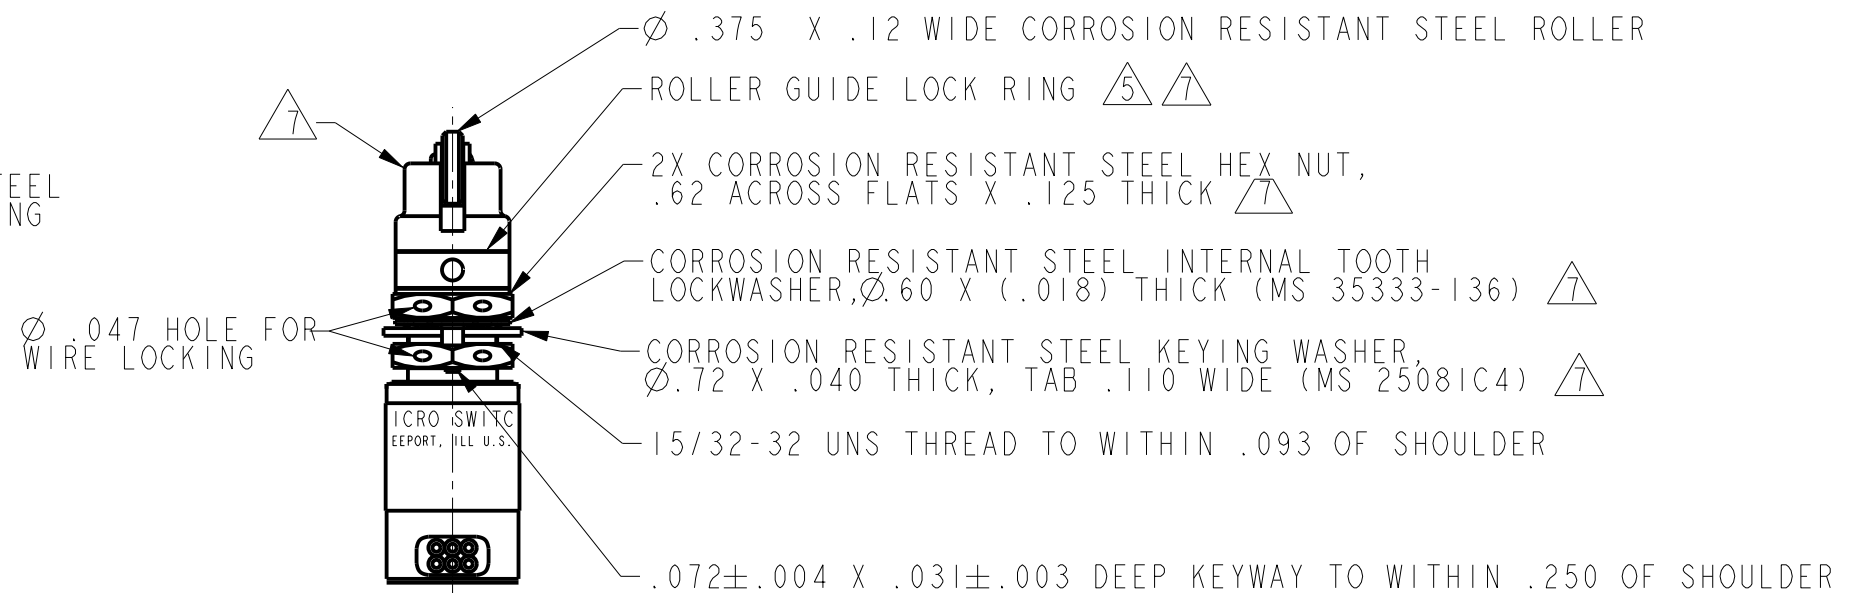 Ø .375 X .12 WIDE CORROSION RESISTANT STEEL ROLLER
ROLLER GUIDE LOCK RING 5 7
7
2X CORROSION RESISTANT STEEL HEX NUT,
.62 ACROSS FLATS X .125 THICK 7
TEEL
NG
CORROSION RESISTANT STEEL INTERNAL TOOTH
LOCKWASHER,Ø.60 X (.018) THICK (MS 35333-136) 7
Ø .047 HOLE FOR
WIRE LOCKING
CORROSION RESISTANT STEEL KEYING WASHER,
Ø.72 X .040 THICK, TAB .110 WIDE (MS 25081C4) 7
ICRO SWITC
EEPORT, ILL U.S.
15/32-32 UNS THREAD TO WITHIN .093 OF SHOULDER
.072±.004 X .031±.003 DEEP KEYWAY TO WITHIN .250 OF SHOULDER